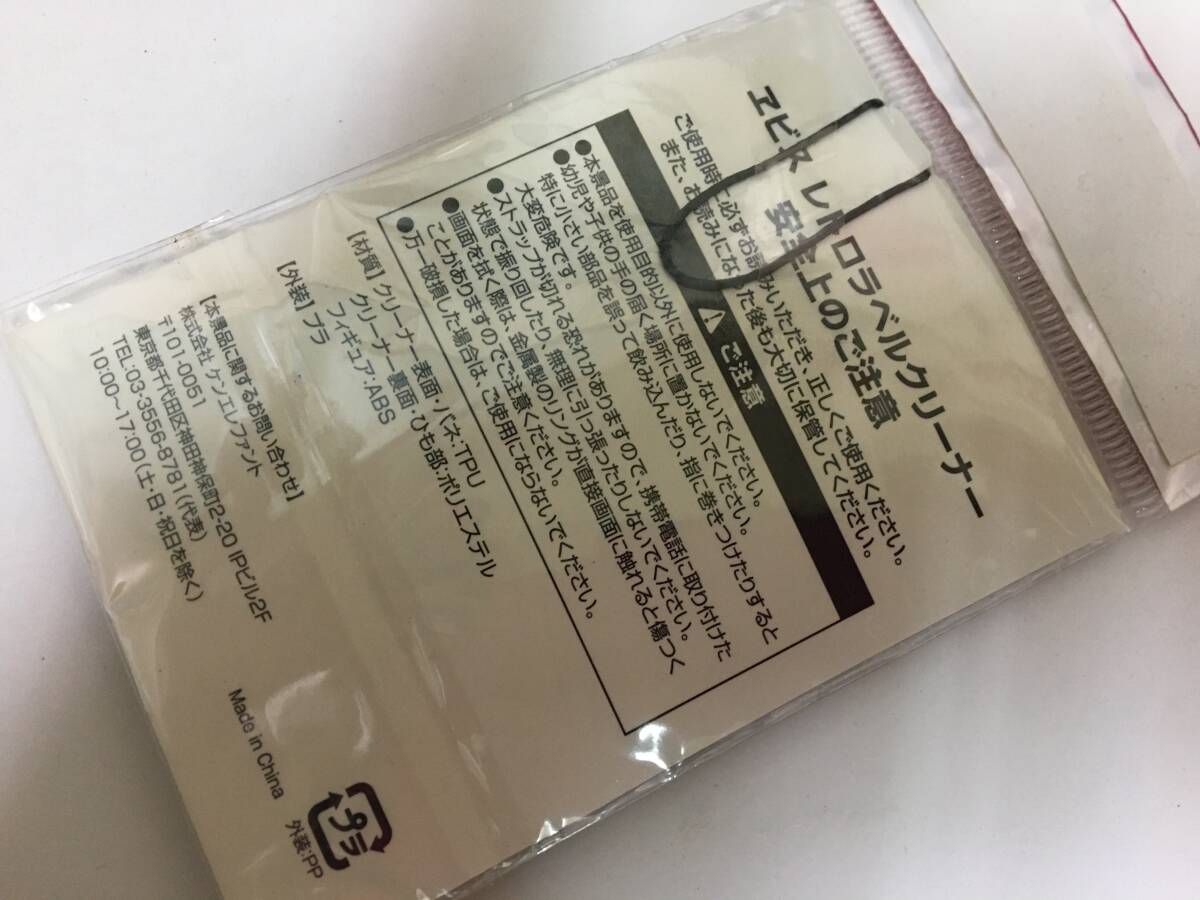 ヱビス レトロラベルクリーナー
安全上のご注意
ご使用時に必ずお読みいただき、正しくご使用ください。
また、お読みになった後も大切に保管してください。
ご注意
●本景品を使用目的以外に使用しないでください。
●幼児や子供の手の届く場所に置かないでください。
特に小さい部品を誤って飲み込んだり、指に巻きつけたりすると
大変危険です。
●ストラップが切れる恐れがありますので、携帯電話に取り付けた
状態で振り回したり、無理に引っ張ったりしないでください。
●画面を拭く際は、金属製のリングが直接画面に触れると傷つく
ことがありますのでご注意ください。
●万一破損した場合は、ご使用にならないでください。
【材質】クリーナー表面・バネ:TPU
クリーナー裏面・ひも部:ポリエステル
フィギュア:ABS
【外装】プラ
【本景品に関するお問い合わせ】
株式会社 ケンエレファント
〒101-0051
東京都千代田区神田神保町2-20 IPビル2F
TEL:03-3556-8781(代表)
10:00~17:00(土・日・祝日を除く)
Made in China
プラ
外装:PP